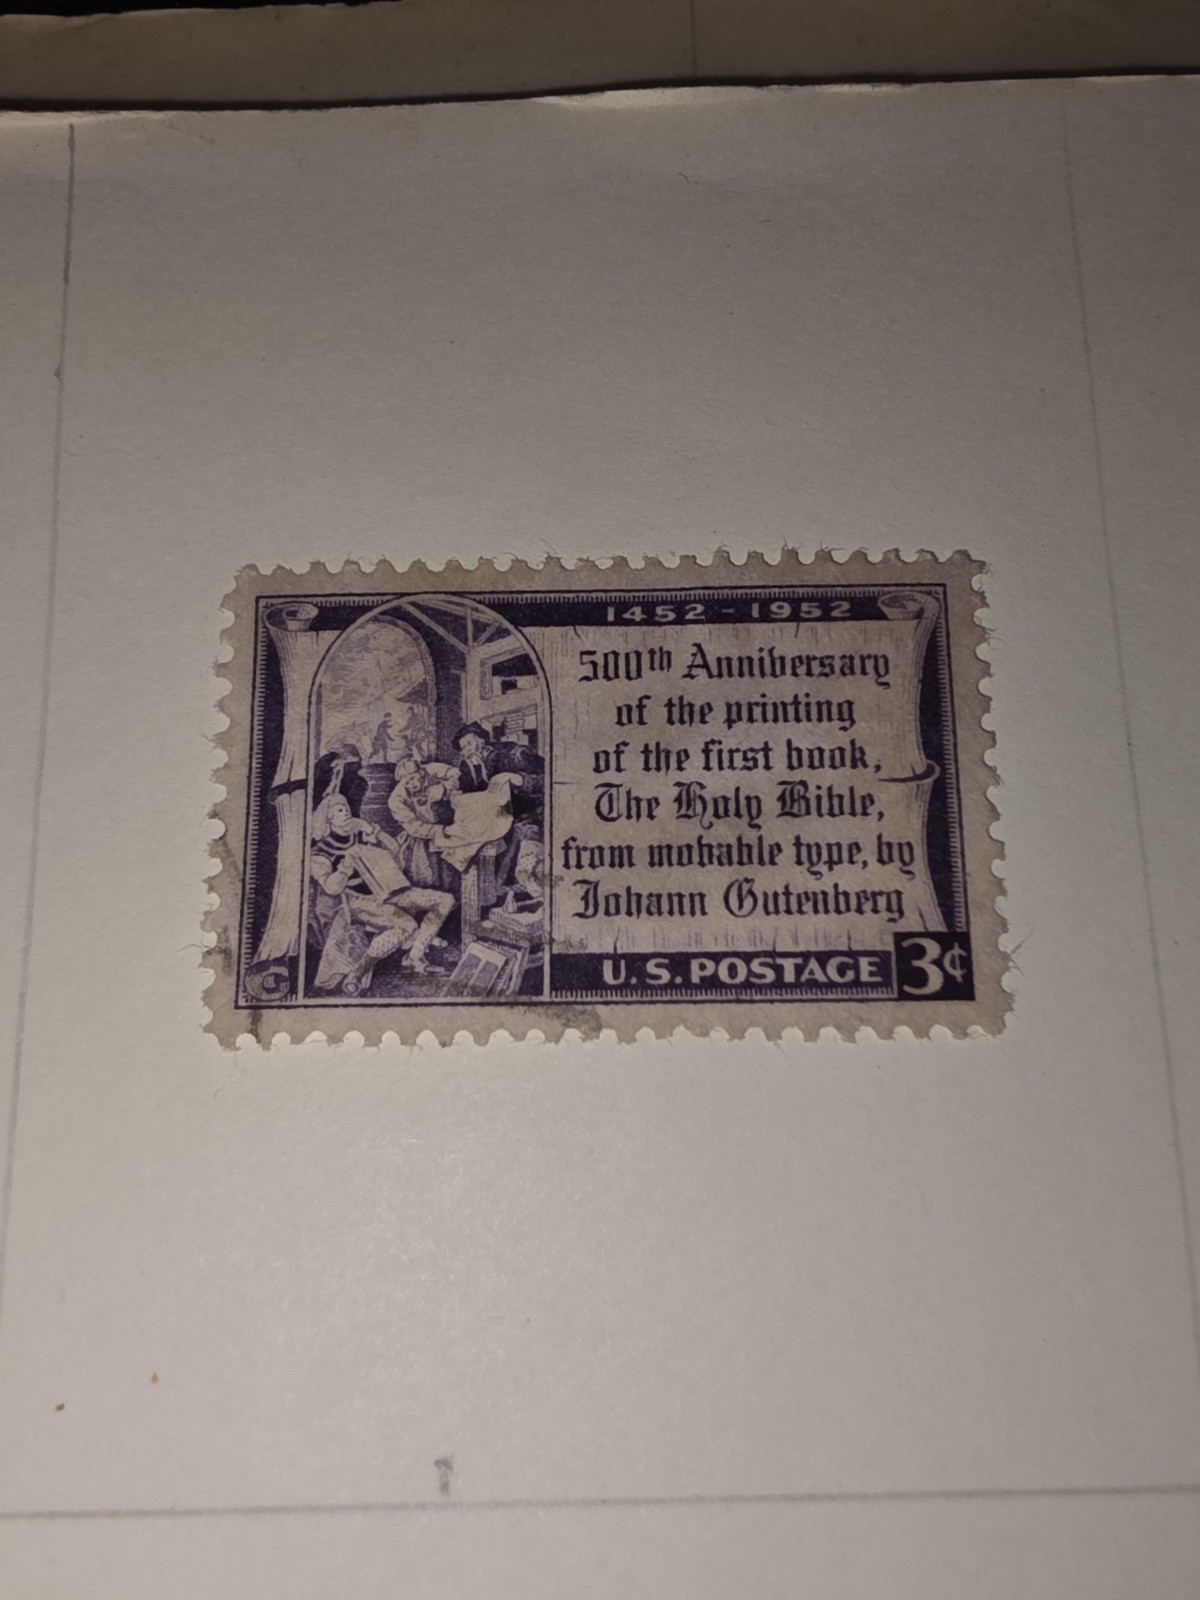 1452-1952
500th Anniversary
of the printing
of the first book,
The Holy Bible,
from movable type, by
Johann Gutenberg
G
U.S. POSTAGE 3¢